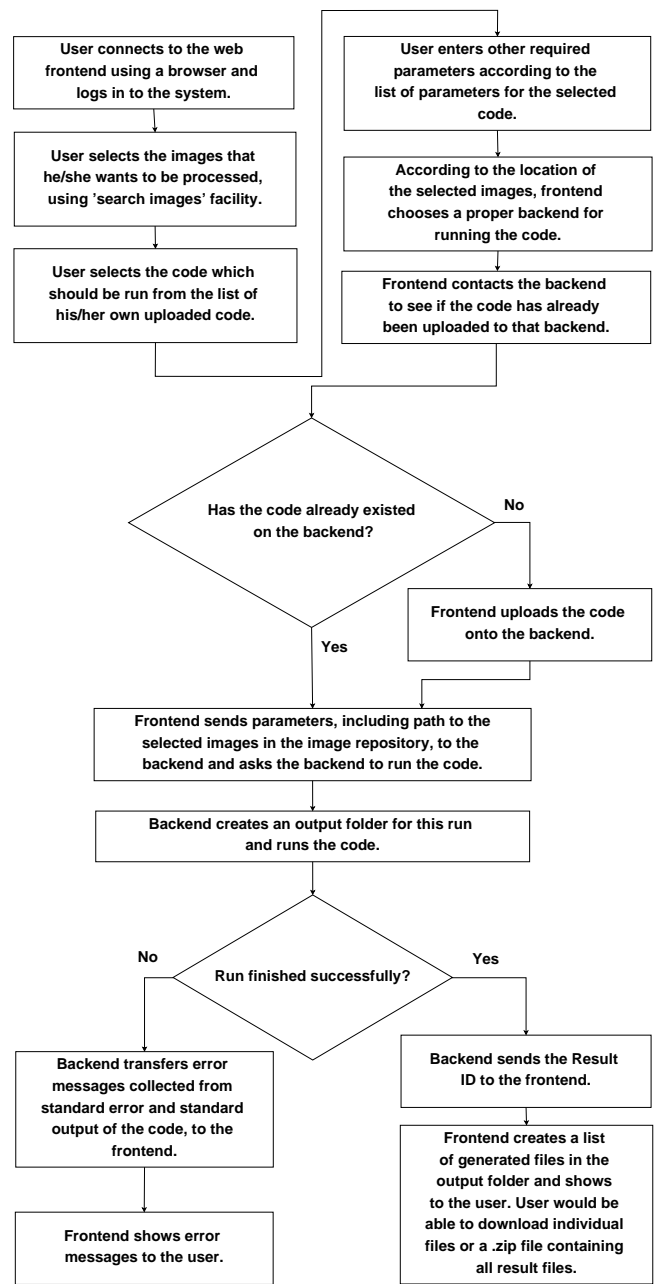 User connects to the web
frontend using a browser and
logs in to the system.
User selects the images that
he/she wants to be processed,
using 'search images' facility.
User selects the code which
should be run from the list of
his/her own uploaded code.
User enters other required
parameters according to the
list of parameters for the selected
code.
According to the location of
the selected images, frontend
chooses a proper backend for
running the code.
Frontend contacts the backend
to see if the code has already
been uploaded to that backend.
Has the code already existed
on the backend?
No
Frontend uploads the code
onto the backend.
Yes
Frontend sends parameters, including path to the
selected images in the image repository, to the
backend and asks the backend to run the code.
Backend creates an output folder for this run
and runs the code.
Run finished successfully?
No
Backend transfers error
messages collected from
standard error and standard
output of the code, to the
frontend.
Frontend shows error
messages to the user.
Yes
Backend sends the Result
ID to the frontend.
Frontend creates a list
of generated files in the
output folder and shows
to the user. User would be
able to download individual
files or a .zip file containing
all result files.